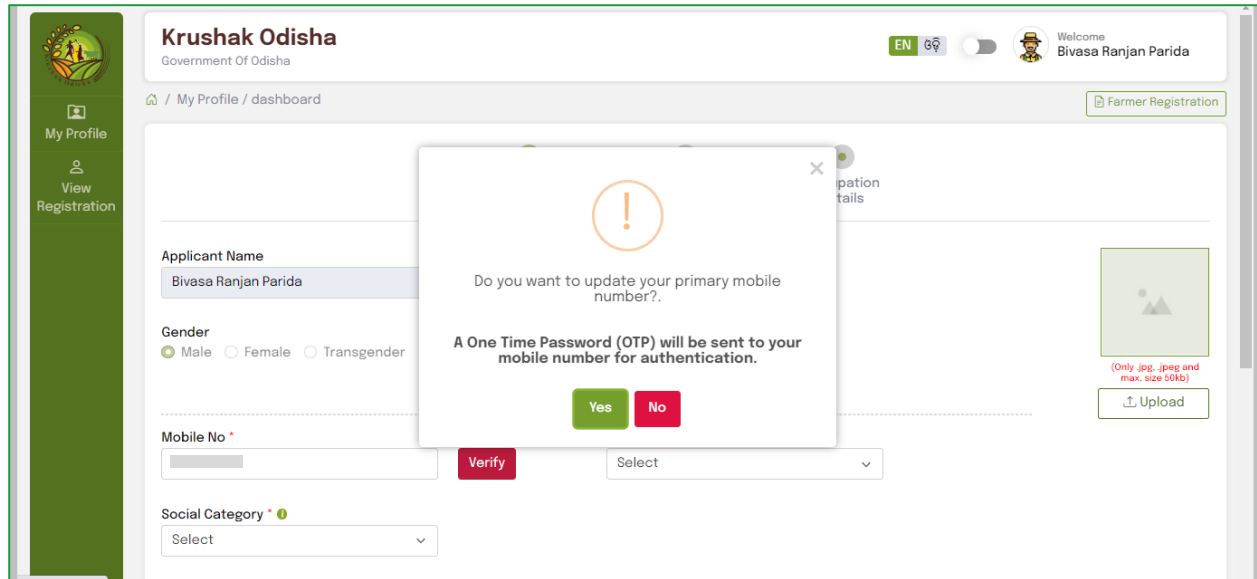 Krushak Odisha
Government Of Odisha
EN ଓଡ଼ି
Welcome
Bivasa Ranjan Parida
My Profile / dashboard
Farmer Registration
My Profile
View
Registration
pation
tails
Do you want to update your primary mobile
number?.
A One Time Password (OTP) will be sent to your
mobile number for authentication.
Yes No
Applicant Name
Bivasa Ranjan Parida
Gender
Male Female Transgender
(Only .jpg, .jpeg and
max. size 50kb)
Upload
Mobile No *
Verify
Select
Social Category *
Select